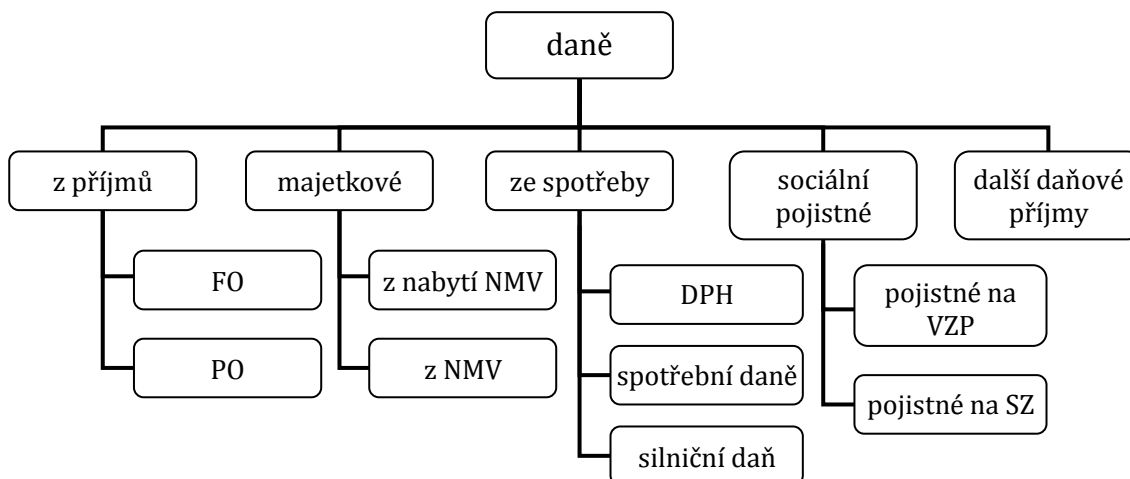 daně
z příjmů
majetkové
ze spotřeby
sociální
pojistné
další daňové
příjmy
FO
PO
z nabytí NMV
z NMV
DPH
spotřební daně
silniční daň
pojistné na
VZP
pojistné na SZ